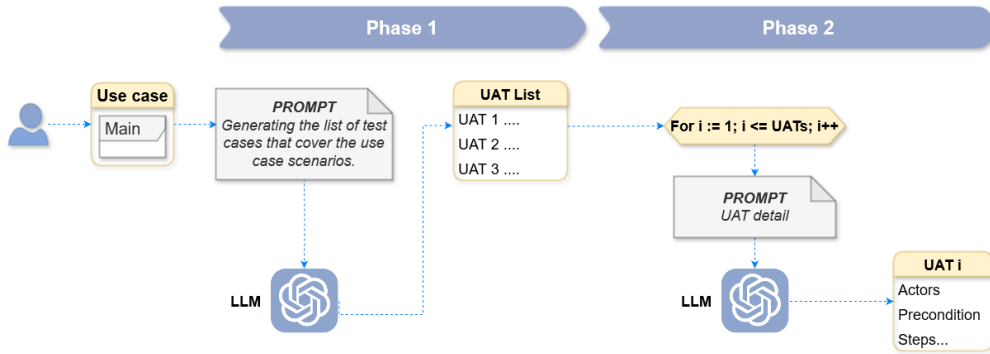 Phase 1
Phase 2
Use case
Main
PROMPT
Generating the list of test
cases that cover the use
case scenarios.
LLM
UAT List
UAT 1 ....
UAT 2 ....
UAT 3 ....
For i := 1; i <= UATs; i++
PROMPT
UAT detail
LLM
UAT i
Actors
Precondition
Steps...